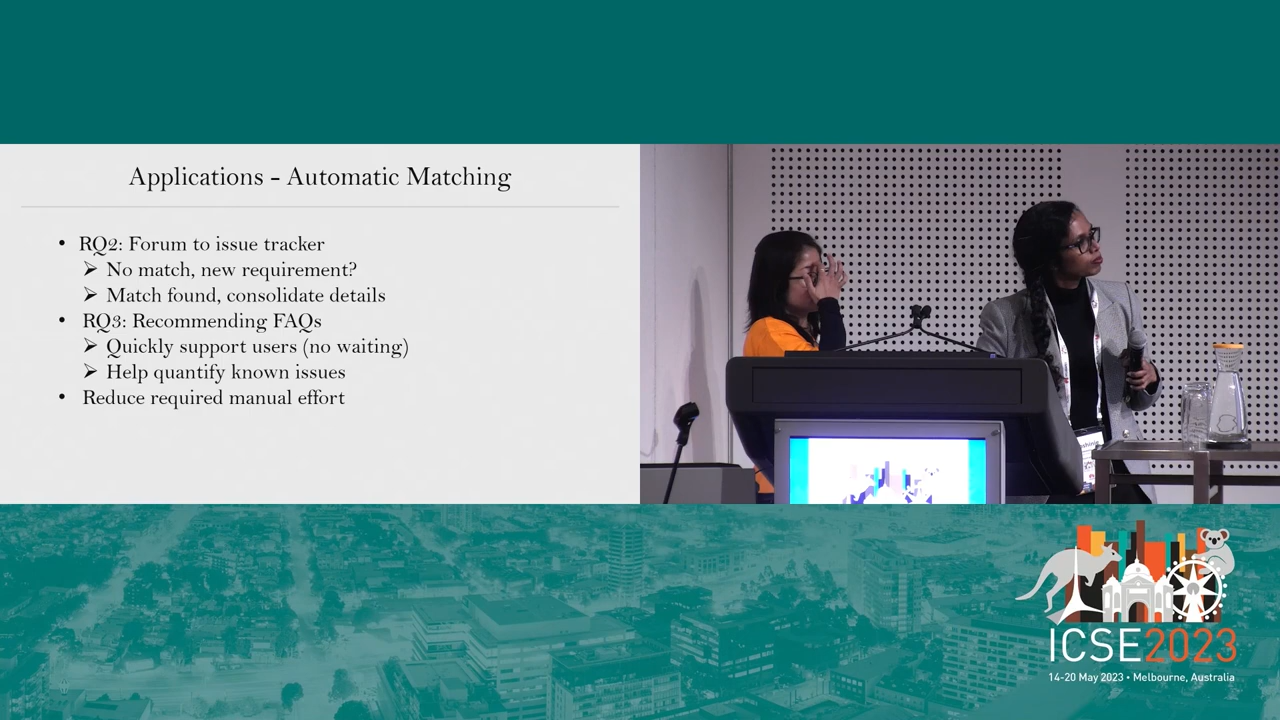 Applications - Automatic Matching
• RQ2: Forum to issue tracker
➢ No match, new requirement?
➢ Match found, consolidate details
• RQ3: Recommending FAQs
➢ Quickly support users (no waiting)
➢ Help quantify known issues
• Reduce required manual effort
ICSE2023
14-20 May 2023 • Melbourne, Australia